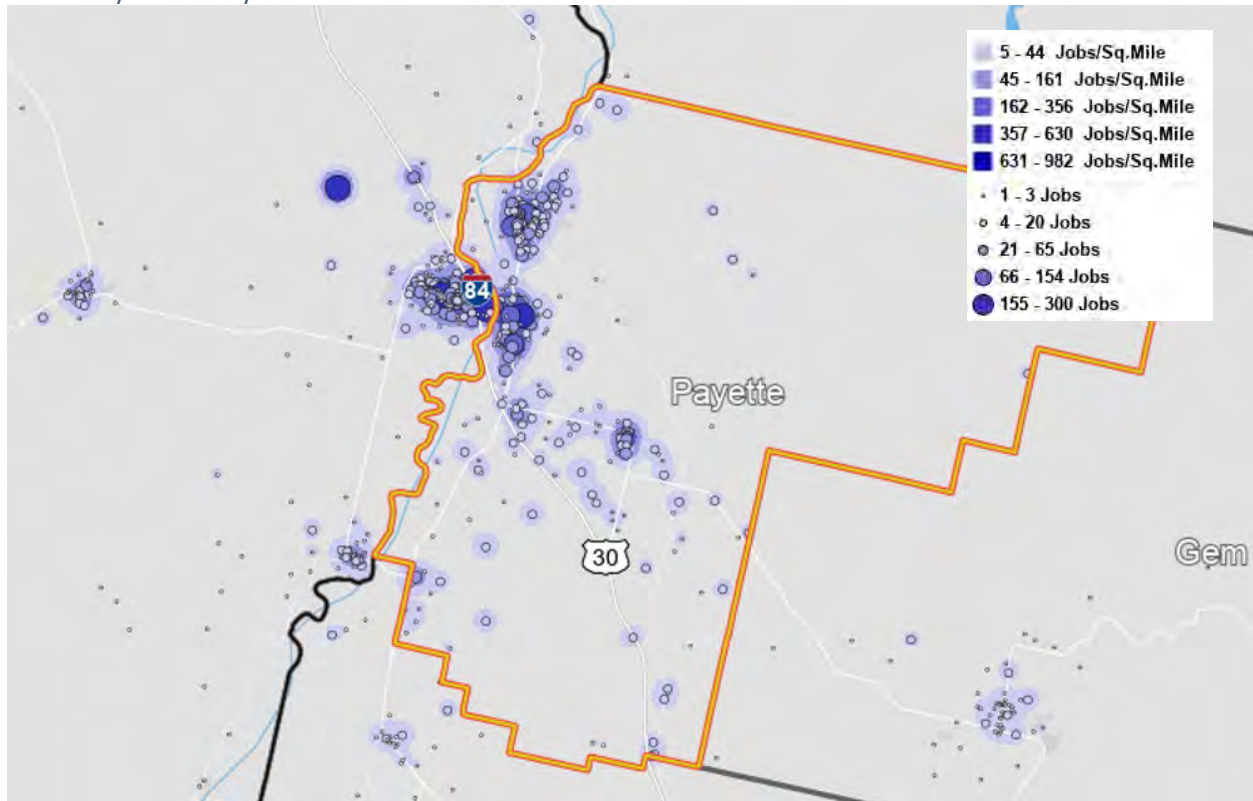 5 - 44 Jobs/Sq.Mile
45 - 161 Jobs/Sq.Mile
162 - 356 Jobs/Sq.Mile
357 - 630 Jobs/Sq.Mile
631 - 982 Jobs/Sq.Mile
1 - 3 Jobs
4 - 20 Jobs
21 - 65 Jobs
66 - 154 Jobs
155 - 300 Jobs
84
Payette
30
Gem